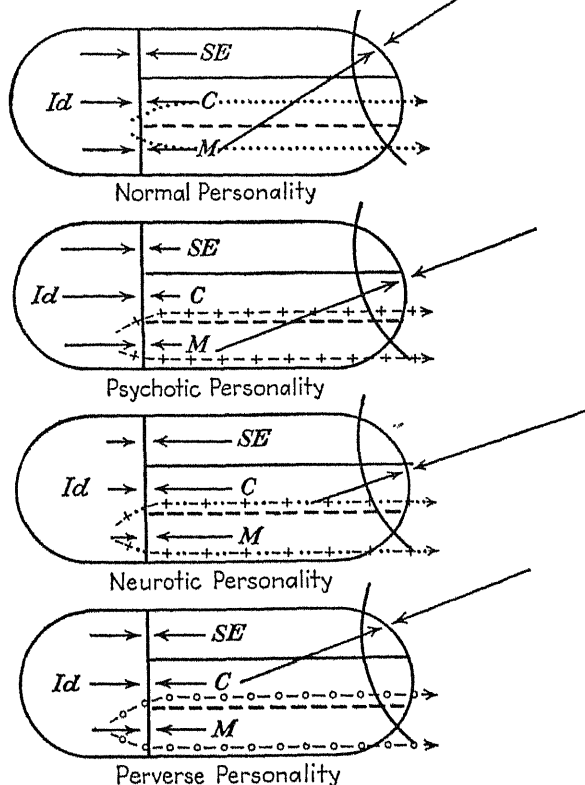 SE
Id C
M
Normal Personality
SE
Id C
M
Psychotic Personality
SE
Id C
M
Neurotic Personality
SE
Id C
M
Perverse Personality